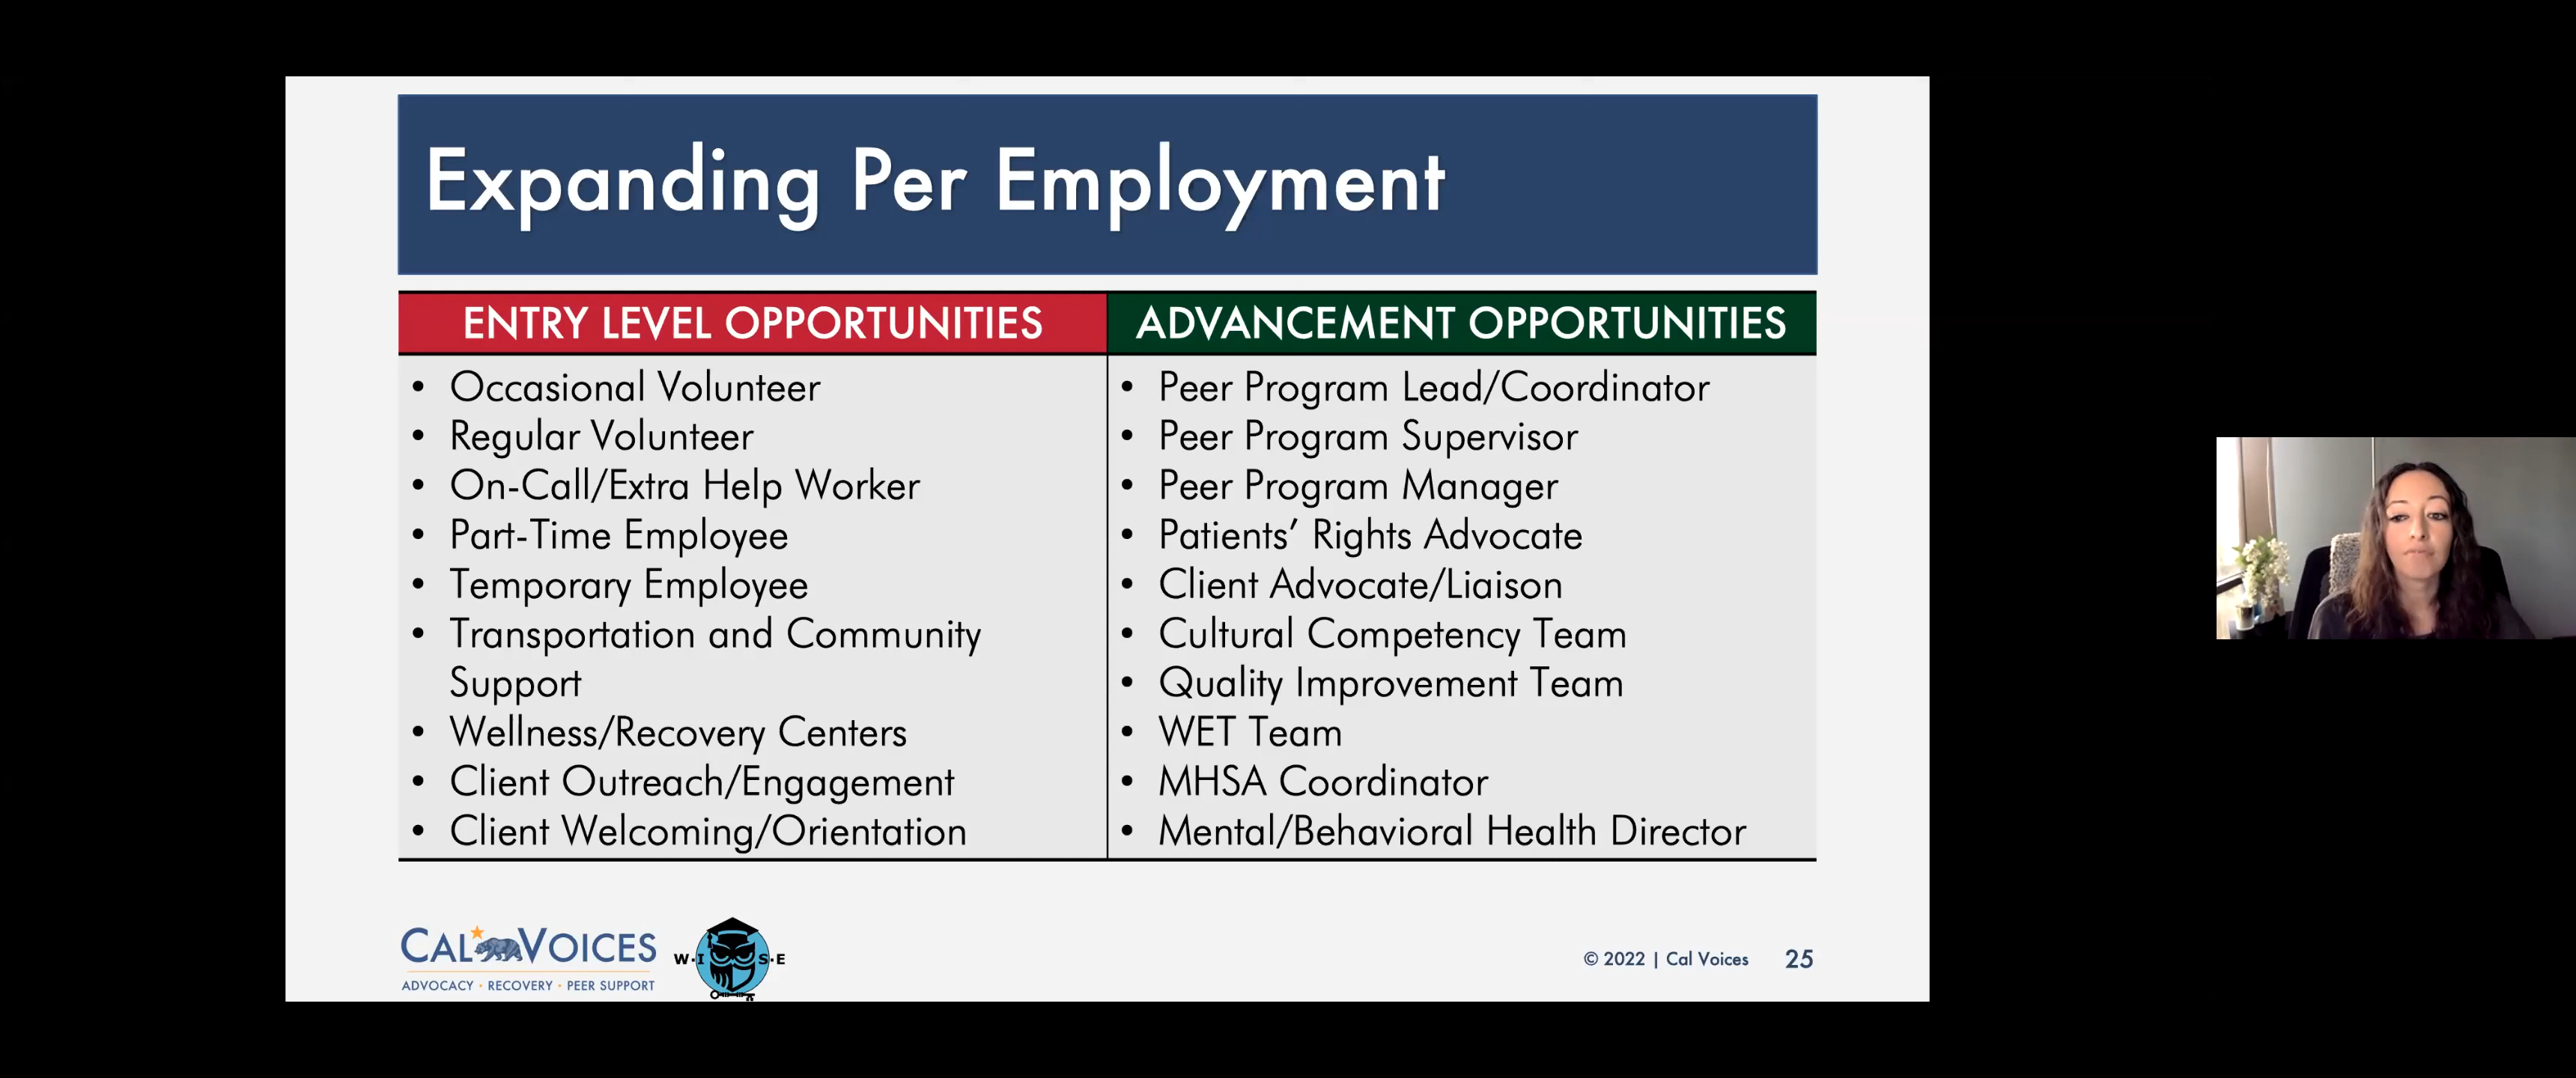 Expanding Per Employment
ENTRY LEVEL OPPORTUNITIES
• Occasional Volunteer
• Regular Volunteer
• On-Call/Extra Help Worker
• Part-Time Employee
• Temporary Employee
• Transportation and Community
Support
• Wellness/Recovery Centers
• Client Outreach/Engagement
• Client Welcoming/Orientation
ADVANCEMENT OPPORTUNITIES
• Peer Program Lead/Coordinator
• Peer Program Supervisor
• Peer Program Manager
• Patients’ Rights Advocate
• Client Advocate/Liaison
• Cultural Competency Team
• Quality Improvement Team
• WET Team
• MHSA Coordinator
• Mental/Behavioral Health Director
CAL VOICES
ADVOCACY · RECOVERY · PEER SUPPORT
W·I S·E
© 2022 | Cal Voices 25